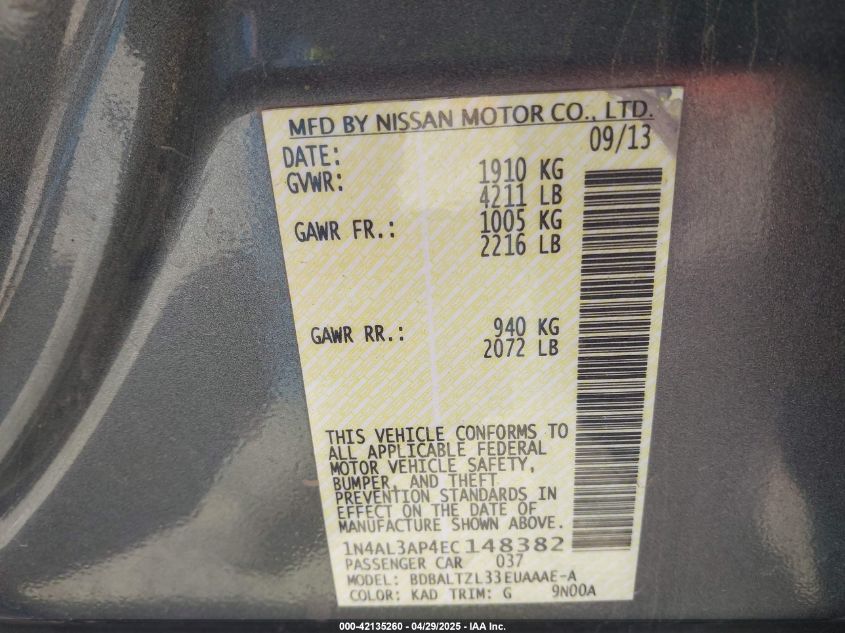 MFD BY NISSAN MOTOR CO., LTD.
DATE: 09/13
GVWR: 1910 KG
4211 LB
GAWR FR.: 1005 KG
2216 LB
GAWR RR.: 940 KG
2072 LB
THIS VEHICLE CONFORMS TO
ALL APPLICABLE FEDERAL
MOTOR VEHICLE SAFETY,
BUMPER, AND THEFT
PREVENTION STANDARDS IN
EFFECT ON THE DATE OF
MANUFACTURE SHOWN ABOVE.
1N4AL3AP4EC148382
PASSENGER CAR 037
MODEL: BDBALTZL33EUAAAE-A
COLOR: KAD TRIM: G 9N00A
000-42135260 - 04/29/2025 - IAA Inc.